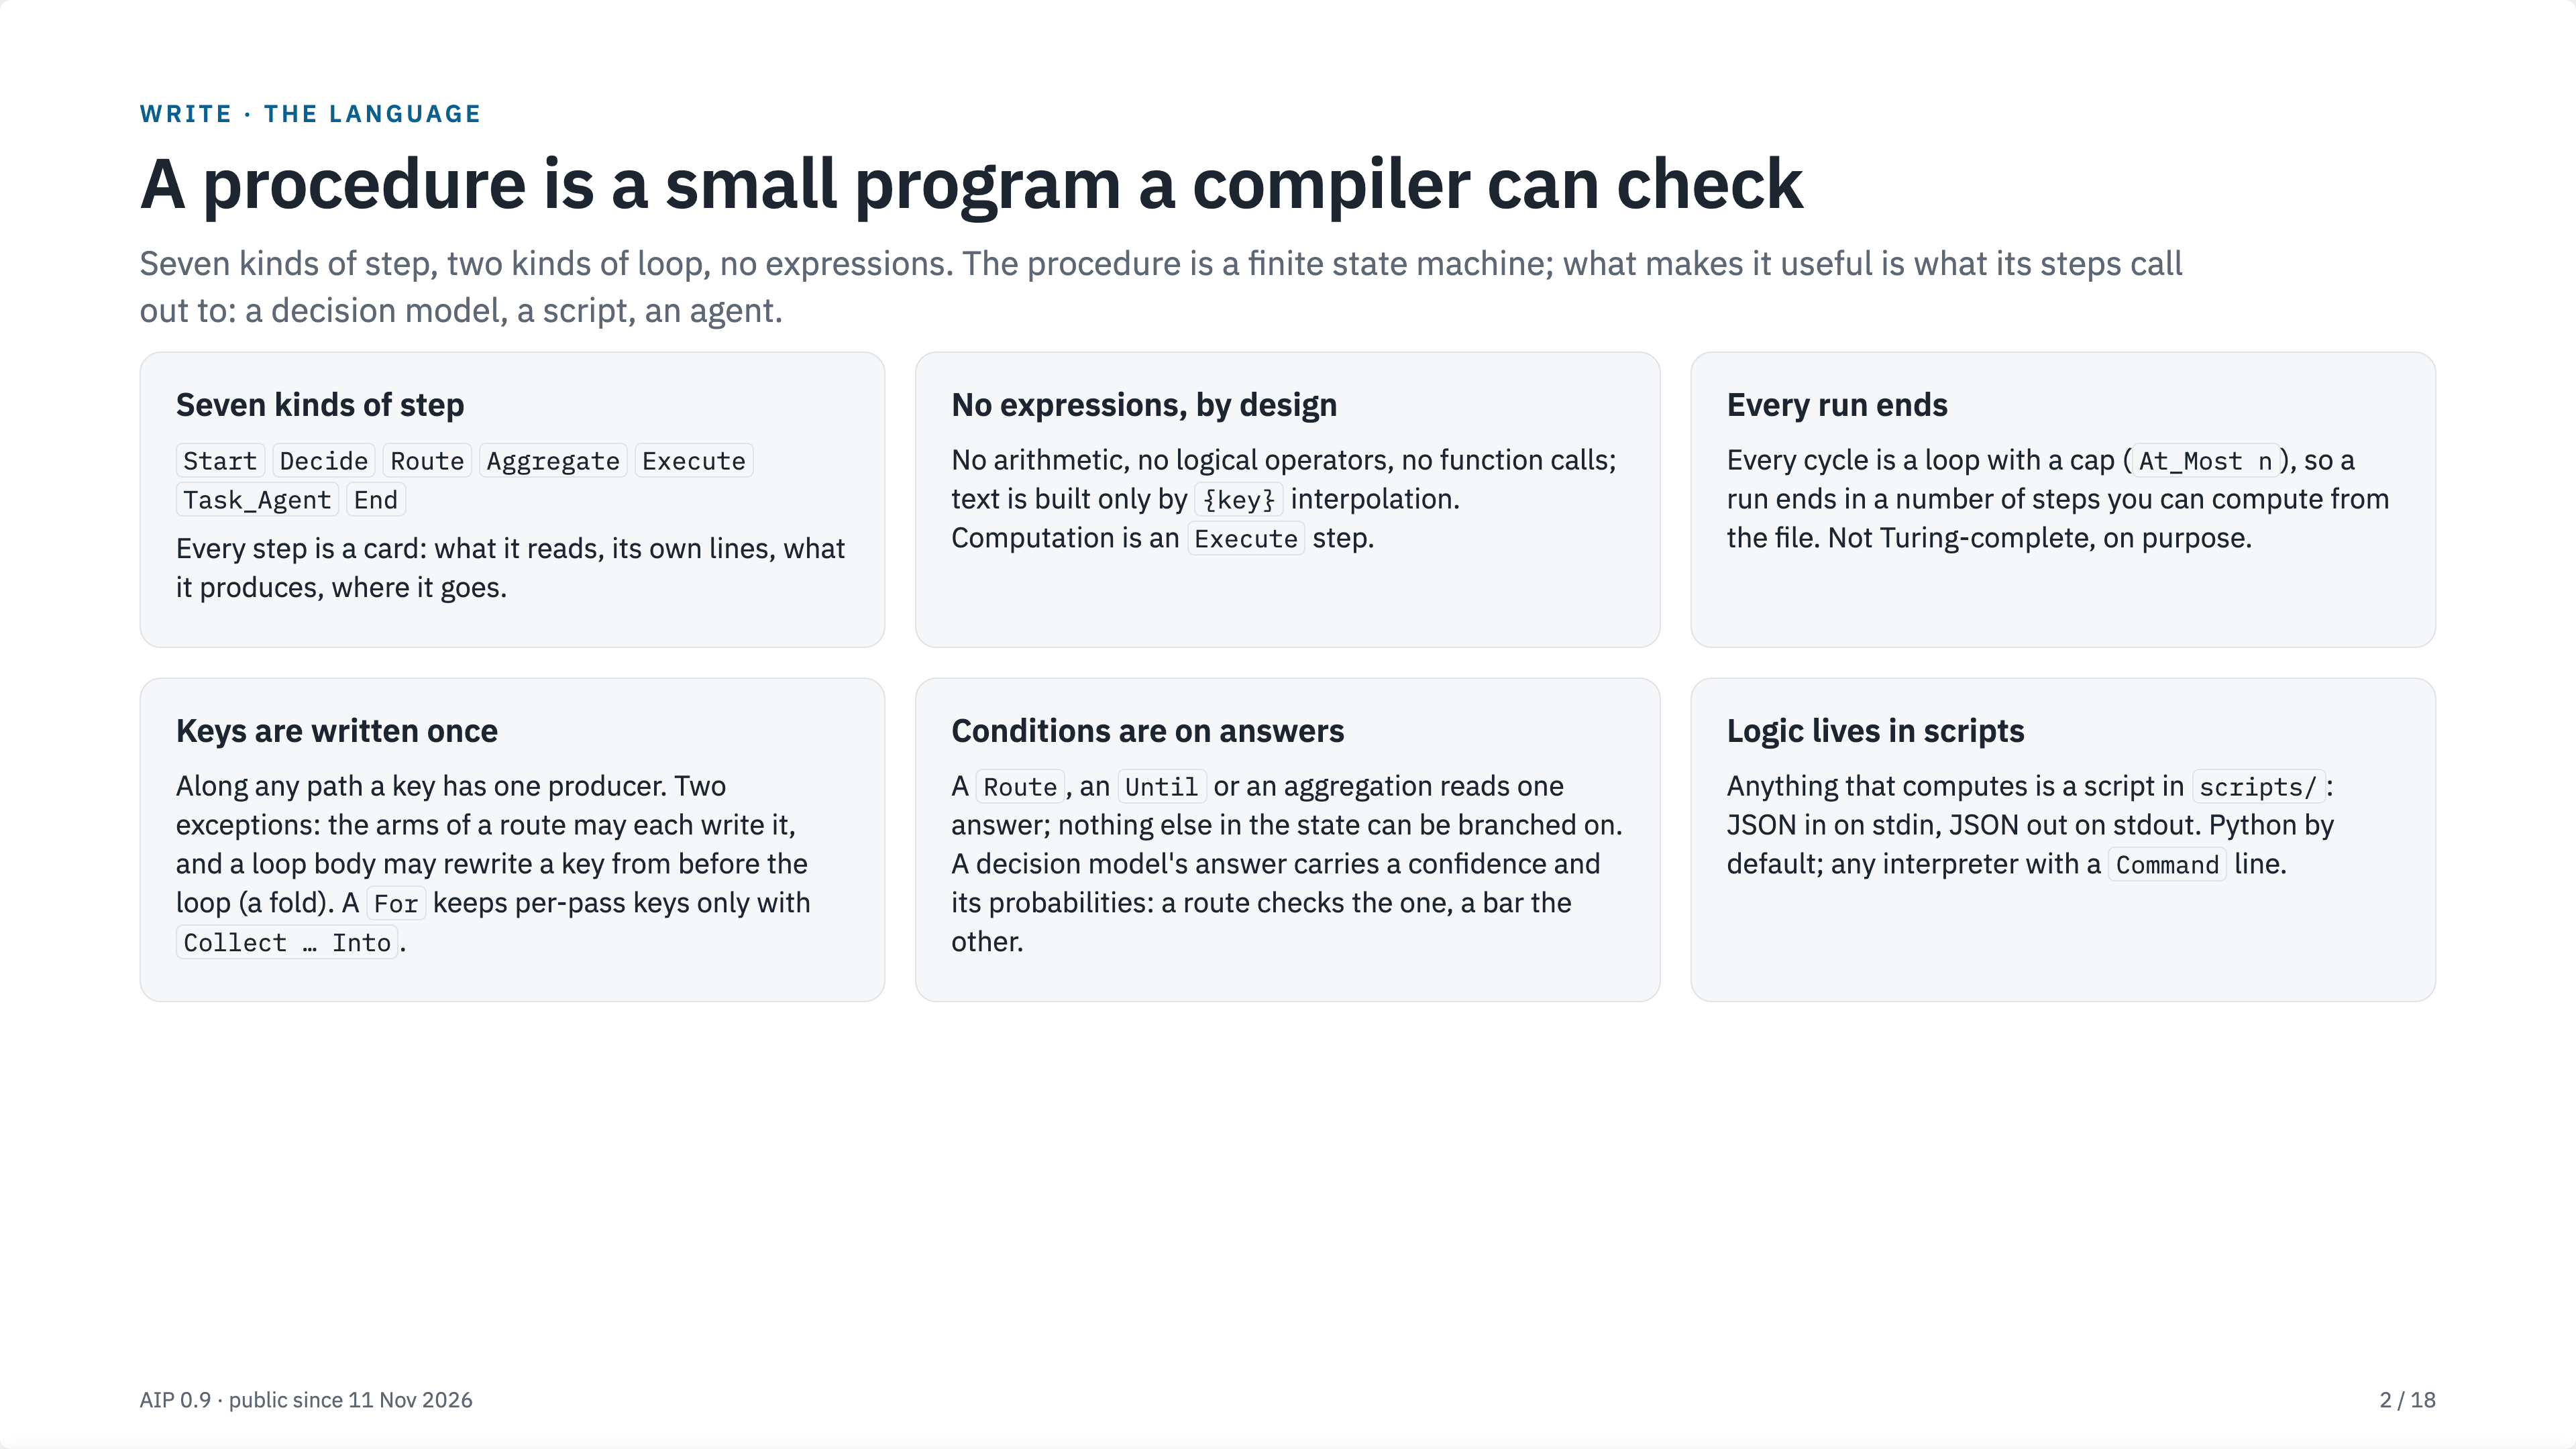 WRITE · THE LANGUAGE
A procedure is a small program a compiler can check
Seven kinds of step, two kinds of loop, no expressions. The procedure is a finite state machine; what makes it useful is what its steps call
out to: a decision model, a script, an agent.
Seven kinds of step
Start Decide Route Aggregate Execute
Task_Agent End
Every step is a card: what it reads, its own lines, what
it produces, where it goes.
No expressions, by design
No arithmetic, no logical operators, no function calls;
text is built only by {key} interpolation.
Computation is an Execute step.
Every run ends
Every cycle is a loop with a cap (At_Most n), so a
run ends in a number of steps you can compute from
the file. Not Turing-complete, on purpose.
Keys are written once
Along any path a key has one producer. Two
exceptions: the arms of a route may each write it,
and a loop body may rewrite a key from before the
loop (a fold). A For keeps per-pass keys only with
Collect … Into.
Conditions are on answers
A Route, an Until or an aggregation reads one
answer; nothing else in the state can be branched on.
A decision model's answer carries a confidence and
its probabilities: a route checks the one, a bar the
other.
Logic lives in scripts
Anything that computes is a script in scripts/:
JSON in on stdin, JSON out on stdout. Python by
default; any interpreter with a Command line.
AIP 0.9 · public since 11 Nov 2026
2 / 18